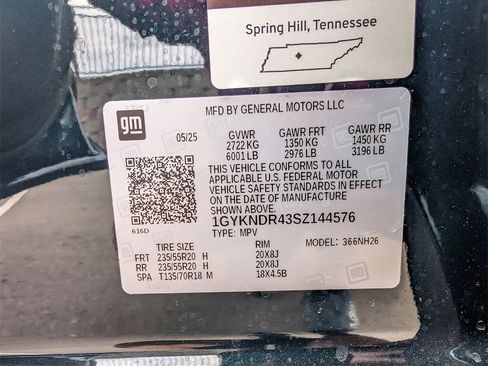 Spring Hill, Tennessee
MFD BY GENERAL MOTORS LLC
gm
05/25 GVWR GAWR FRT GAWR RR
2722 KG 1350 KG 1450 KG
6001 LB 2976 LB 3196 LB
THIS VEHICLE CONFORMS TO ALL
APPLICABLE U.S. FEDERAL MOTOR
VEHICLE SAFETY STANDARDS IN EFFECT
ON THE DATE OF MANUFACTURE
SHOWN ABOVE.
1GYKNDR43SZ144576
616D
TYPE: MPV
TIRE SIZE RIM MODEL: 366NH26
FRT 235/55R20 H 20X8J
RR 235/55R20 H 20X8J
SPA T135/70R18 M 18X4.5B